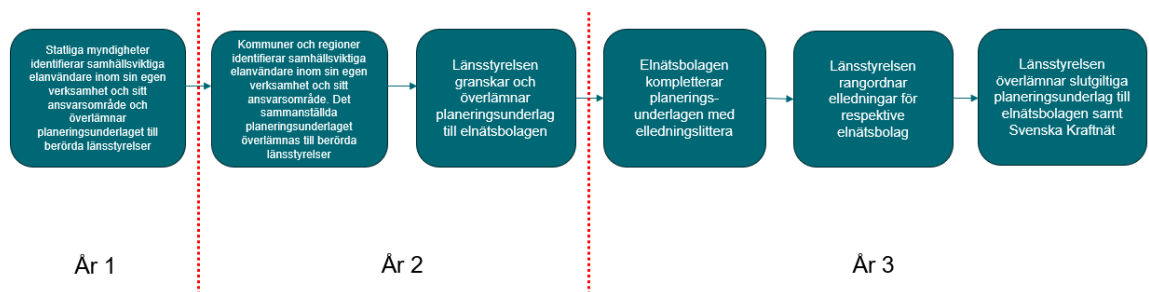 Statliga myndigheter
identifierar samhällsviktiga
elanvändare inom sin egen
verksamhet och sitt
ansvarsområde och
överlämnar
planeringsunderlaget till
berörda länsstyrelser
Kommuner och regioner
identifierar samhällsviktiga
elanvändare inom sin egen
verksamhet och sitt
ansvarsområde. Det
sammanställda
planeringsunderlaget
överlämnas till berörda
länsstyrelser
Länsstyrelsen
granskar och
överlämnar
planeringsunderlag
till elnätsbolagen
Elnätsbolagen
kompletterar
planerings-
underlagen med
elledningslittera
Länsstyrelsen
rangordnar
elledningar för
respektive
elnätsbolag
Länsstyrelsen
överlämnar slutgiltiga
planeringsunderlag till
elnätsbolagen samt
Svenska Kraftnät
År 1
År 2
År 3